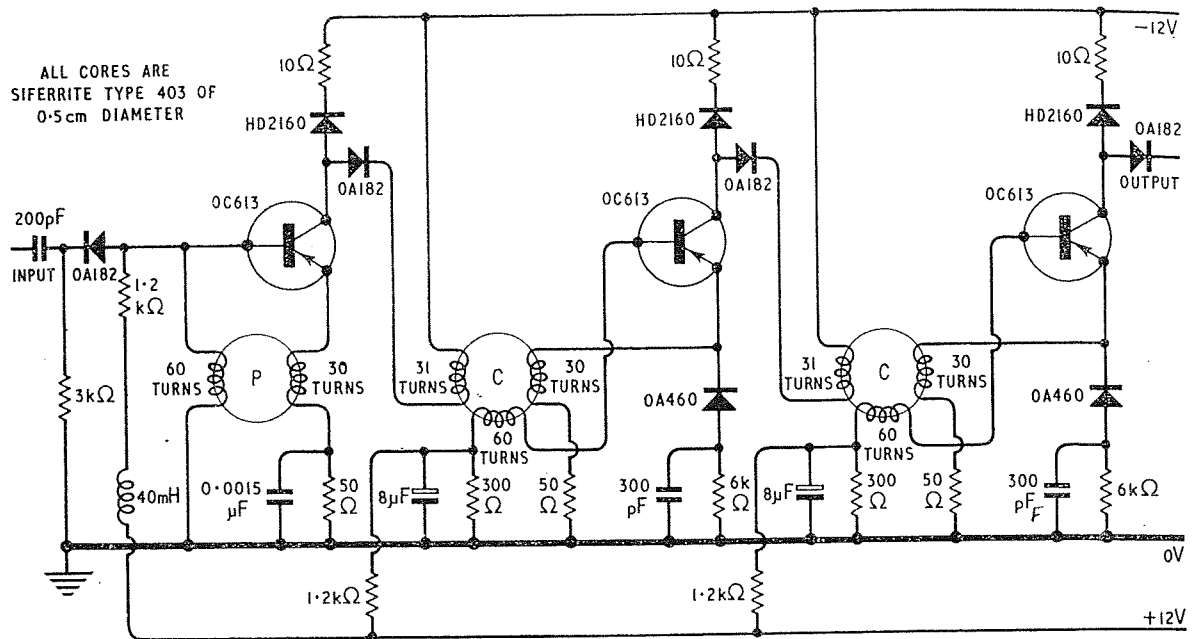 ALL CORES ARE
SIFERRITE TYPE 403 OF
0·5cm DIAMETER
10Ω
HD2160
OA182
OC613
200pF
INPUT
OA182
1·2
kΩ
3kΩ
60
TURNS
P
30
TURNS
40mH
0·0015
μF
50
Ω
10Ω
HD2160
OA182
OC613
31
TURNS
C
30
TURNS
60
TURNS
OA460
8μF
300
Ω
50
Ω
300
pF
6k
Ω
1·2kΩ
10Ω
HD2160
OA182
OUTPUT
OC613
31
TURNS
C
30
TURNS
60
TURNS
OA460
8μF
300
Ω
50
Ω
300
pF
F
6kΩ
1·2kΩ
−12V
0V
+12V